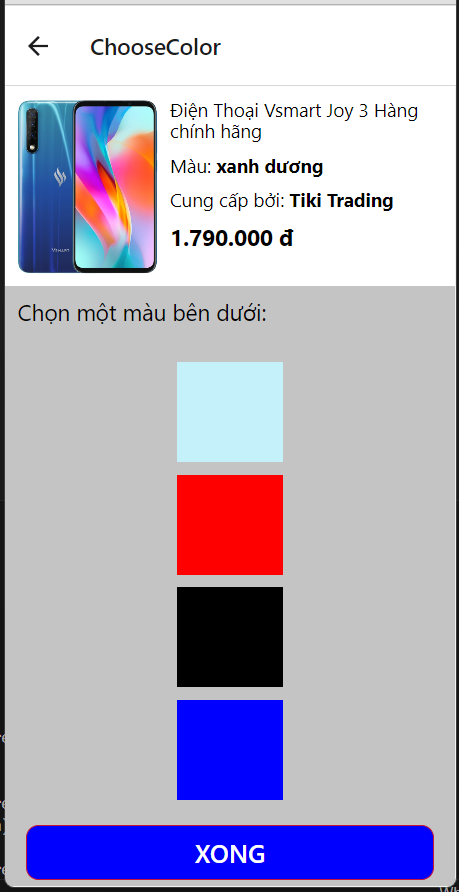 ChooseColor
Điện Thoại Vsmart Joy 3 Hàng
chính hãng
Màu: xanh dương
Cung cấp bởi: Tiki Trading
1.790.000 đ
VSMART
Chọn một màu bên dưới:
XONG